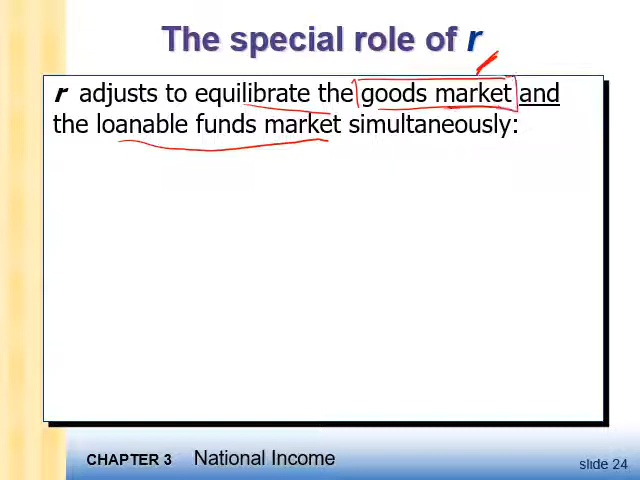 The special role of r
r adjusts to equilibrate the goods market and
the loanable funds market simultaneously:
CHAPTER 3 National Income
slide 24